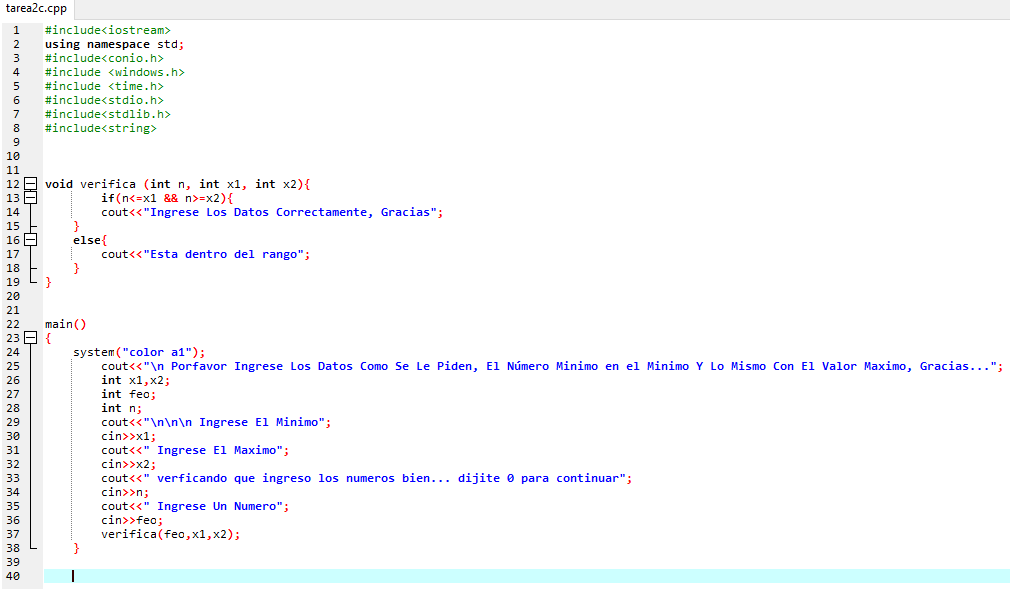 tarea2c.cpp
1 #include<iostream>
2 using namespace std;
3 #include<conio.h>
4 #include <windows.h>
5 #include <time.h>
6 #include<stdio.h>
7 #include<stdlib.h>
8 #include<string>
9
10
11
12 void verifica (int n, int x1, int x2){
13 if(n<=x1 && n>=x2){
14 cout<<"Ingrese Los Datos Correctamente, Gracias";
15 }
16 else{
17 cout<<"Esta dentro del rango";
18 }
19 }
20
21
22 main()
23 {
24 system("color a1");
25 cout<<"\n Porfavor Ingrese Los Datos Como Se Le Piden, El Número Minimo en el Minimo Y Lo Mismo Con El Valor Maximo, Gracias...";
26 int x1,x2;
27 int feo;
28 int n;
29 cout<<"\n\n\n Ingrese El Minimo";
30 cin>>x1;
31 cout<<" Ingrese El Maximo";
32 cin>>x2;
33 cout<<" verficando que ingreso los numeros bien... dijite 0 para continuar";
34 cin>>n;
35 cout<<" Ingrese Un Numero";
36 cin>>feo;
37 verifica(feo,x1,x2);
38 }
39
40